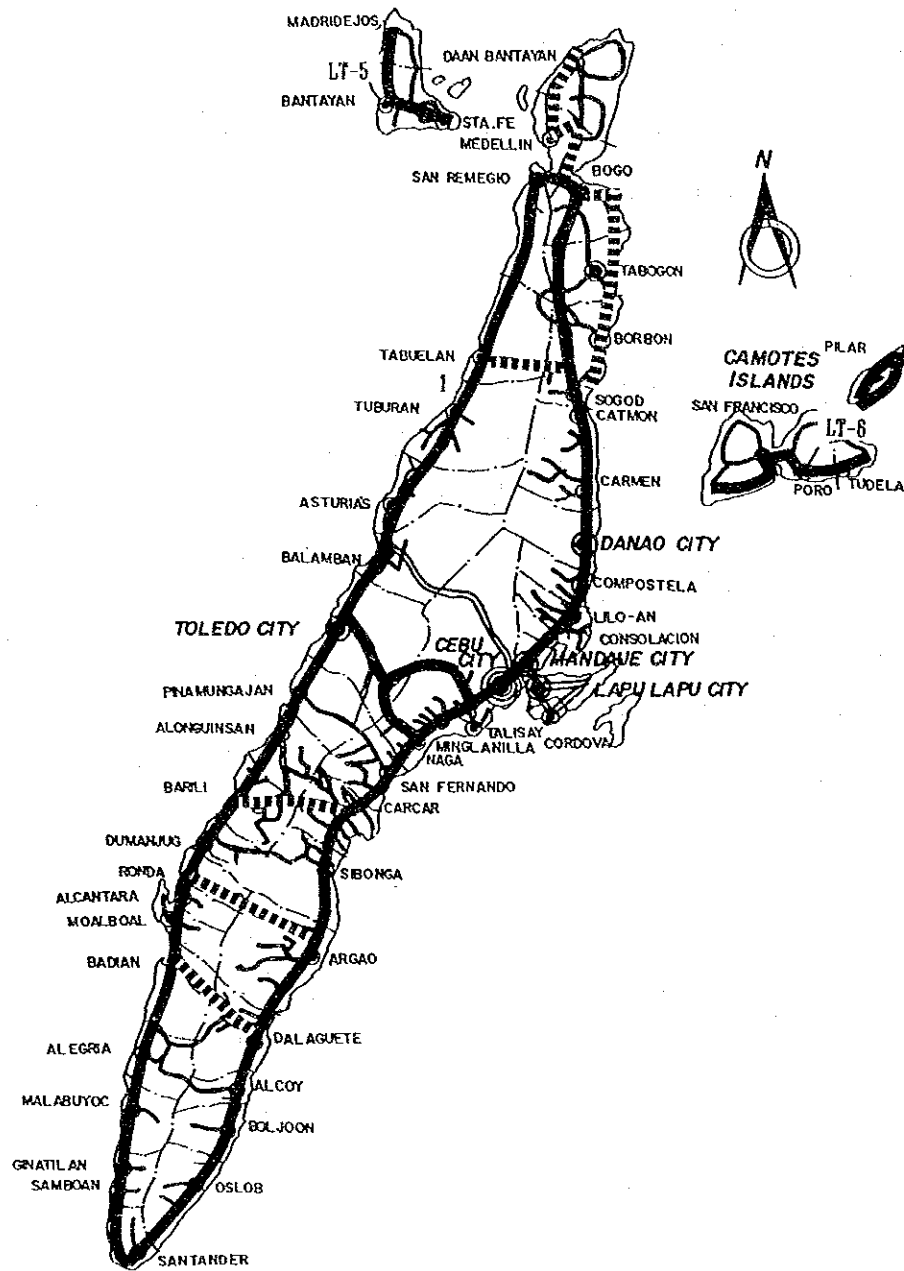 MADRIDEJOS
DAAN BANTAYAN
LT-5
BANTAYAN
STA.FE
MEDELLIN
N
SAN REMEGIO
BOGO
TABOGON
BORBON
CAMOTES
ISLANDS
PILAR
TABUELAN
1
SOGOD
CATMON
SAN FRANCISCO
TUBURAN
LT-6
CARMEN
PORO
TUDELA
ASTURIAS
DANAO CITY
BALAMBAN
COMPOSTELA
LILO-AN
TOLEDO CITY
CONSOLACION
CEBU
CITY
MANDAUE CITY
LAPU LAPU CITY
PINAMUNGAJAN
ALONGUINSAN
TALISAY
CORDOVA
MINGLANILLA
NAGA
BARILI
SAN FERNANDO
CARCAR
DUMANJUG
RONDA
SIBONGA
ALCANTARA
MOALBOAL
BADIAN
ARGAO
DALAGUETE
ALEGRIA
ALCOY
MALABUYOC
BOLJOON
GINATILAN
SAMBOAN
OSLOB
SANTANDER